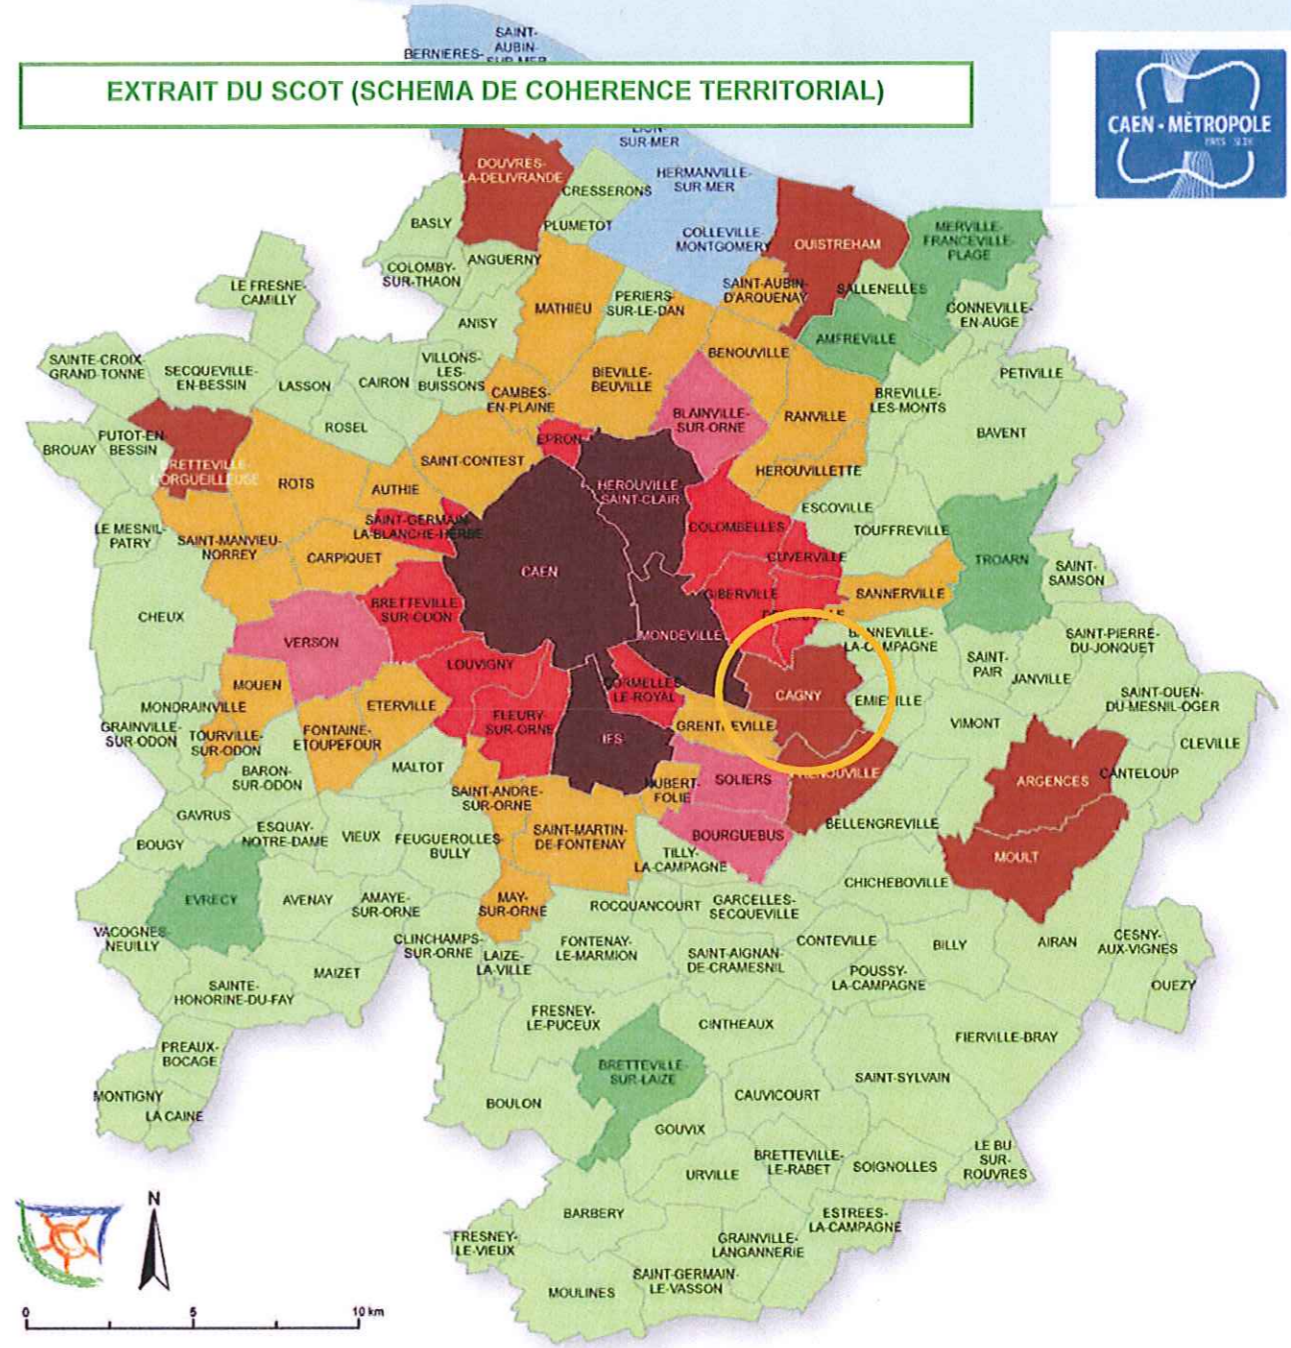 SAINT-
AUBIN-
SUR-MER
BERNIERES-
EXTRAIT DU SCOT (SCHEMA DE COHERENCE TERRITORIAL)
CAEN - MÉTROPOLE
SUR-MER
DOUVRES-
LA-DELIVRANDE
CRESSERONS
HERMANVILLE-
SUR-MER
BASLY
PLUMETOT
COLLEVILLE-
MONTGOMERY
OUISTREHAM
MERVILLE-
FRANCEVILLE-
PLAGE
ANGUERNY
COLOMBY-
SUR-THAON
LE FRESNE-
CAMILLY
MATHIEU
PERIERS-
SUR-LE-DAN
SAINT-AUBIN-
D'ARQUENAY
SALLENELLES
GONNEVILLE-
EN-AUGE
ANISY
AMFREVILLE
SAINTE-CROIX-
GRAND-TONNE
SECQUEVILLE-
EN-BESSIN
LASSON
CAIRON
VILLONS-
LES-
BUISSONS
CAMBES-
EN-PLAINE
BIEVILLE-
BEUVILLE
BENOUVILLE
PETIVILLE
BREVILLE-
LES-MONTS
BLAINVILLE-
SUR-ORNE
RANVILLE
BAVENT
BROUAY
PUTOT-EN
BESSIN
ROSEL
BRETTEVILLE-
L'ORGUEILLEUSE
ROTS
AUTHIE
SAINT-CONTEST
EPRON
HEROUVILLE
SAINT-CLAIR
HEROUVILLETTE
ESCOVILLE
TOUFFREVILLE
LE MESNIL-
PATRY
SAINT-MANVIEU-
NORREY
CARPIQUET
SAINT-GERMAIN-
LA-BLANCHE-HERBE
COLOMBELLES
CUVERVILLE
TROARN
SAINT-
SAMSON
CAEN
GIBERVILLE
SANNERVILLE
CHEUX
BRETTEVILLE
SUR-ODON
VERSON
MONDEVILLE
BANNEVILLE-
LA-CAMPAGNE
SAINT-PIERRE-
DU-JONQUET
LOUVIGNY
SAINT-
PAIR
JANVILLE
MOUEN
CORMELLES
LE-ROYAL
CAGNY
EMIEVILLE
SAINT-OUEN-
DU-MESNIL-OGER
MONDRAINVILLE
ETERVILLE
GRAINVILLE-
SUR-ODON
TOURVILLE-
SUR-ODON
FONTAINE-
ETOUPEFOUR
FLEURY-
SUR-ORNE
IFS
GRENTHEVILLE
VIMONT
CLEVILLE
BARON-
SUR-ODON
MALTOT
SAINT-ANDRE-
SUR-ORNE
HUBERT-
FOLIE
SOLIERS
FRENOUVILLE
ARGENCES
CANTELOUP
GAVRUS
BOUGY
ESQUAY-
NOTRE-DAME
VIEUX
FEUGUEROLLES-
BULLY
SAINT-MARTIN-
DE-FONTENAY
BOURGUEBUS
BELLENGREVILLE
TILLY-
LA-CAMPAGNE
MOULT
EVRECY
AVENAY
AMAYE-
SUR-ORNE
MAY-
SUR-ORNE
ROCQUANCOURT
GARCELLES-
SECQUEVILLE
CHICHEBOVILLE
VACOGNES-
NEUILLY
CLINCHAMPS-
SUR-ORNE
LAIZE-
LA-VILLE
FONTENAY-
LE-MARMION
SAINT-AIGNAN-
DE-CRAMESNIL
CONTEVILLE
BILLY
AIRAN
CESNY-
AUX-VIGNES
MAIZET
POUSSY-
LA-CAMPAGNE
OUEZY
SAINTE-
HONORINE-DU-FAY
FRESNEY-
LE-PUCEUX
CINTHEAUX
FIERVILLE-BRAY
PREAUX-
BOCAGE
BRETTEVILLE-
SUR-LAIZE
SAINT-SYLVAIN
MONTIGNY
LA CAINE
BOULON
CAUVICOURT
GOUVIX
URVILLE
BRETTEVILLE-
LE-RABET
SOIGNOLLES
LE BU
SUR-
ROUVRES
N
BARBERY
ESTREES-
LA-CAMPAGNE
FRESNEY-
LE-VIEUX
GRAINVILLE-
LANGANNERIE
SAINT-GERMAIN-
LE-VASSON
MOULINES
0 5 10 km